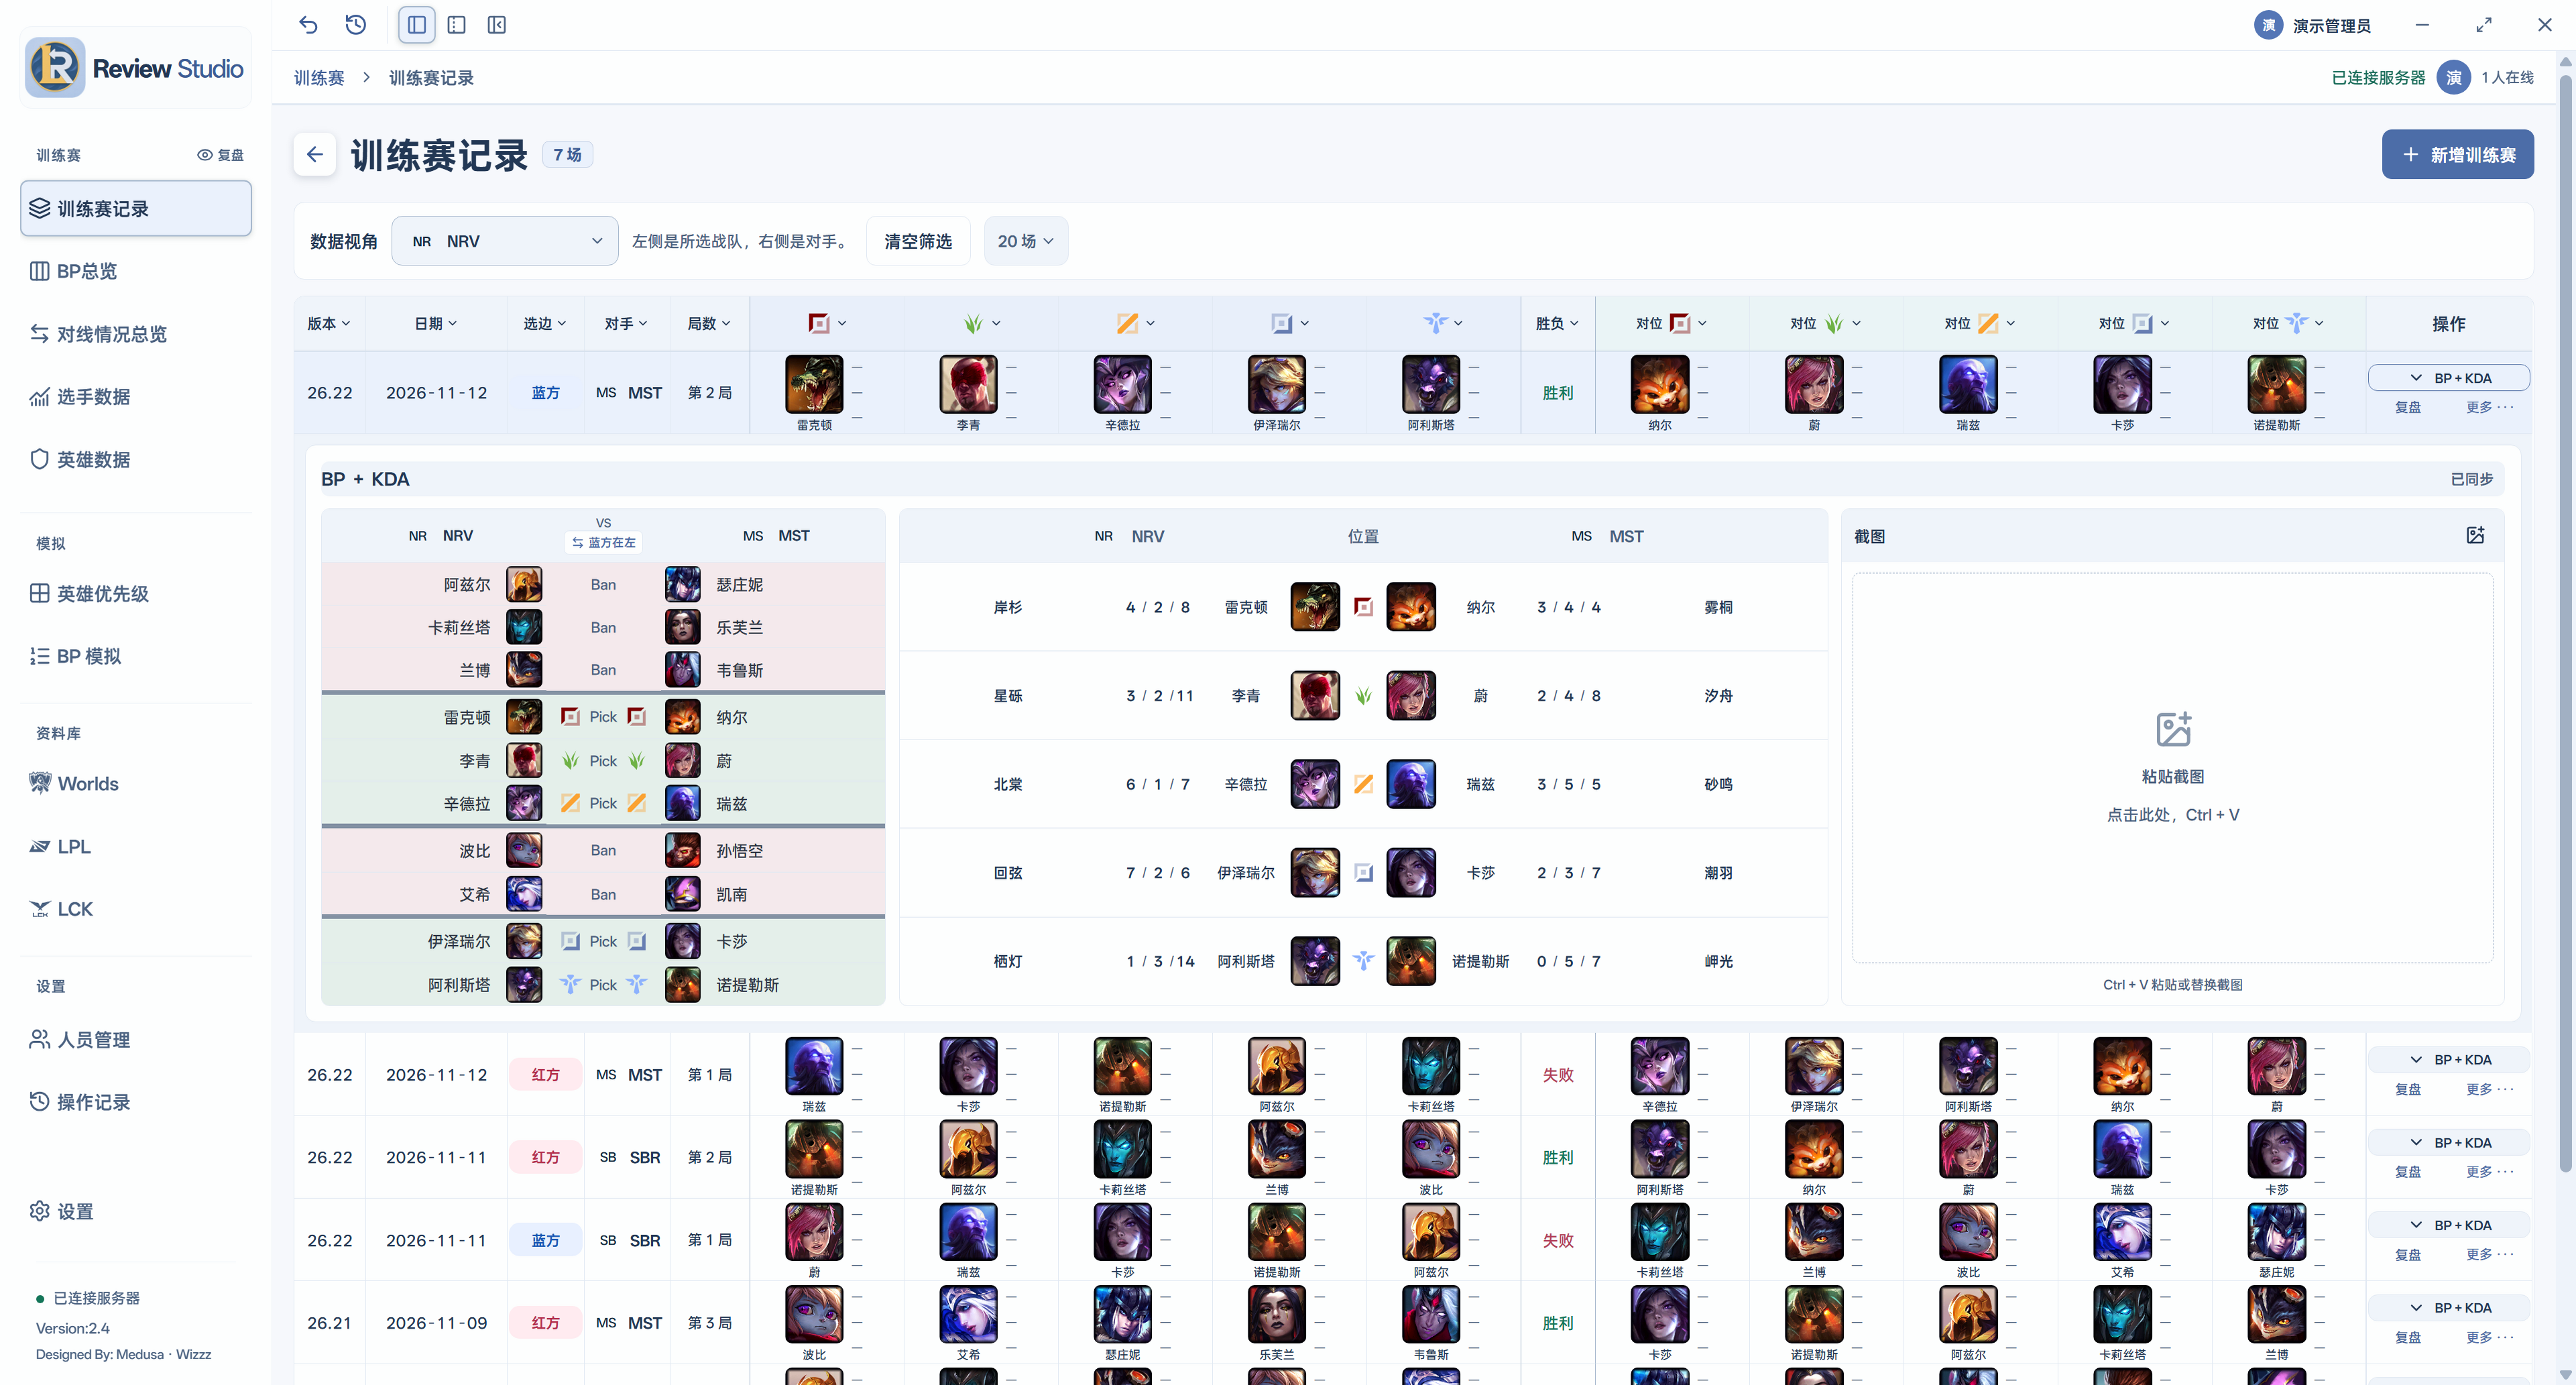 演 演示管理员
Review Studio
训练赛 > 训练赛记录
已连接服务器 演 1 人在线
训练赛 复盘
训练赛记录
BP总览
对线情况总览
选手数据
英雄数据
模拟
英雄优先级
BP 模拟
资料库
Worlds
LPL
LCK
设置
人员管理
操作记录
设置
已连接服务器
Version:2.4
Designed By: Medusa · Wizzz
训练赛记录 7 场
+ 新增训练赛
数据视角 NR NRV 左侧是所选战队，右侧是对手。 清空筛选 20 场
版本 日期 选边 对手 局数 胜负 对位 对位 对位 对位 对位 操作
26.22 2026-11-12 蓝方 MS MST 第 2 局 — — — — — — — — — — — — — — — 胜利 — — — — — — — — — — — — — — — BP + KDA
雷克顿 李青 辛德拉 伊泽瑞尔 阿利斯塔 纳尔 蔚 瑞兹 卡莎 诺提勒斯 复盘 更多 ···
BP + KDA 已同步
NR NRV VS MS MST
蓝方在左
阿兹尔 Ban 瑟庄妮
卡莉丝塔 Ban 乐芙兰
兰博 Ban 韦鲁斯
雷克顿 Pick 纳尔
李青 Pick 蔚
辛德拉 Pick 瑞兹
波比 Ban 孙悟空
艾希 Ban 凯南
伊泽瑞尔 Pick 卡莎
阿利斯塔 Pick 诺提勒斯
NR NRV 位置 MS MST
岸杉 4 / 2 / 8 雷克顿 纳尔 3 / 4 / 4 雾桐
星砾 3 / 2 / 11 李青 蔚 2 / 4 / 8 汐舟
北棠 6 / 1 / 7 辛德拉 瑞兹 3 / 5 / 5 砂鸣
回弦 7 / 2 / 6 伊泽瑞尔 卡莎 2 / 3 / 7 潮羽
栖灯 1 / 3 / 14 阿利斯塔 诺提勒斯 0 / 5 / 7 岬光
截图
粘贴截图
点击此处，Ctrl + V
Ctrl + V 粘贴或替换截图
26.22 2026-11-12 红方 MS MST 第 1 局 — — — — — — — — — — — — — — — 失败 — — — — — — — — — — — — — — — BP + KDA
瑞兹 卡莎 诺提勒斯 阿兹尔 卡莉丝塔 辛德拉 伊泽瑞尔 阿利斯塔 纳尔 蔚 复盘 更多 ···
26.22 2026-11-11 红方 SB SBR 第 2 局 — — — — — — — — — — — — — — — 胜利 — — — — — — — — — — — — — — — BP + KDA
诺提勒斯 阿兹尔 卡莉丝塔 兰博 波比 阿利斯塔 纳尔 蔚 瑞兹 卡莎 复盘 更多 ···
26.22 2026-11-11 蓝方 SB SBR 第 1 局 — — — — — — — — — — — — — — — 失败 — — — — — — — — — — — — — — — BP + KDA
蔚 瑞兹 卡莎 诺提勒斯 阿兹尔 卡莉丝塔 兰博 波比 艾希 瑟庄妮 复盘 更多 ···
26.21 2026-11-09 红方 MS MST 第 3 局 — — — — — — — — — — — — — — — 胜利 — — — — — — — — — — — — — — — BP + KDA
波比 艾希 瑟庄妮 乐芙兰 韦鲁斯 卡莎 诺提勒斯 阿兹尔 卡莉丝塔 兰博 复盘 更多 ···